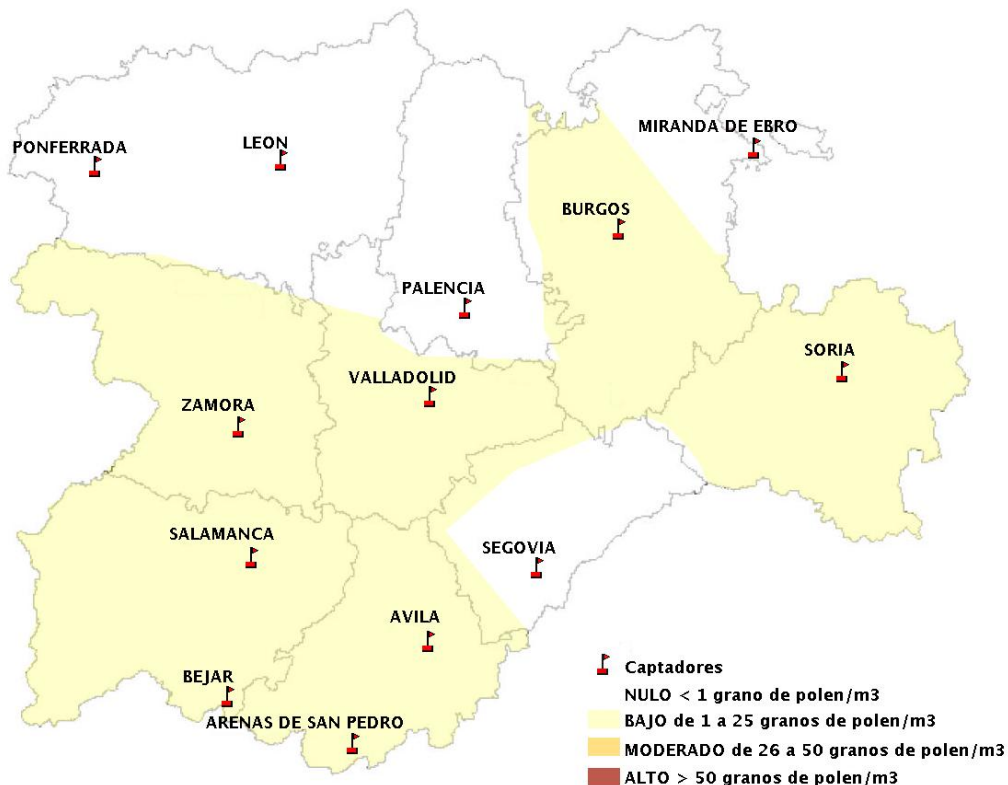 MIRANDA DE EBRO
PONFERRADA
LEON
BURGOS
PALENCIA
SORIA
VALLADOLID
ZAMORA
SALAMANCA
SEGOVIA
AVILA
BEJAR
ARENAS DE SAN PEDRO
Captadores
NULO < 1 grano de polen/m3
BAJO de 1 a 25 granos de polen/m3
MODERADO de 26 a 50 granos de polen/m3
ALTO > 50 granos de polen/m3